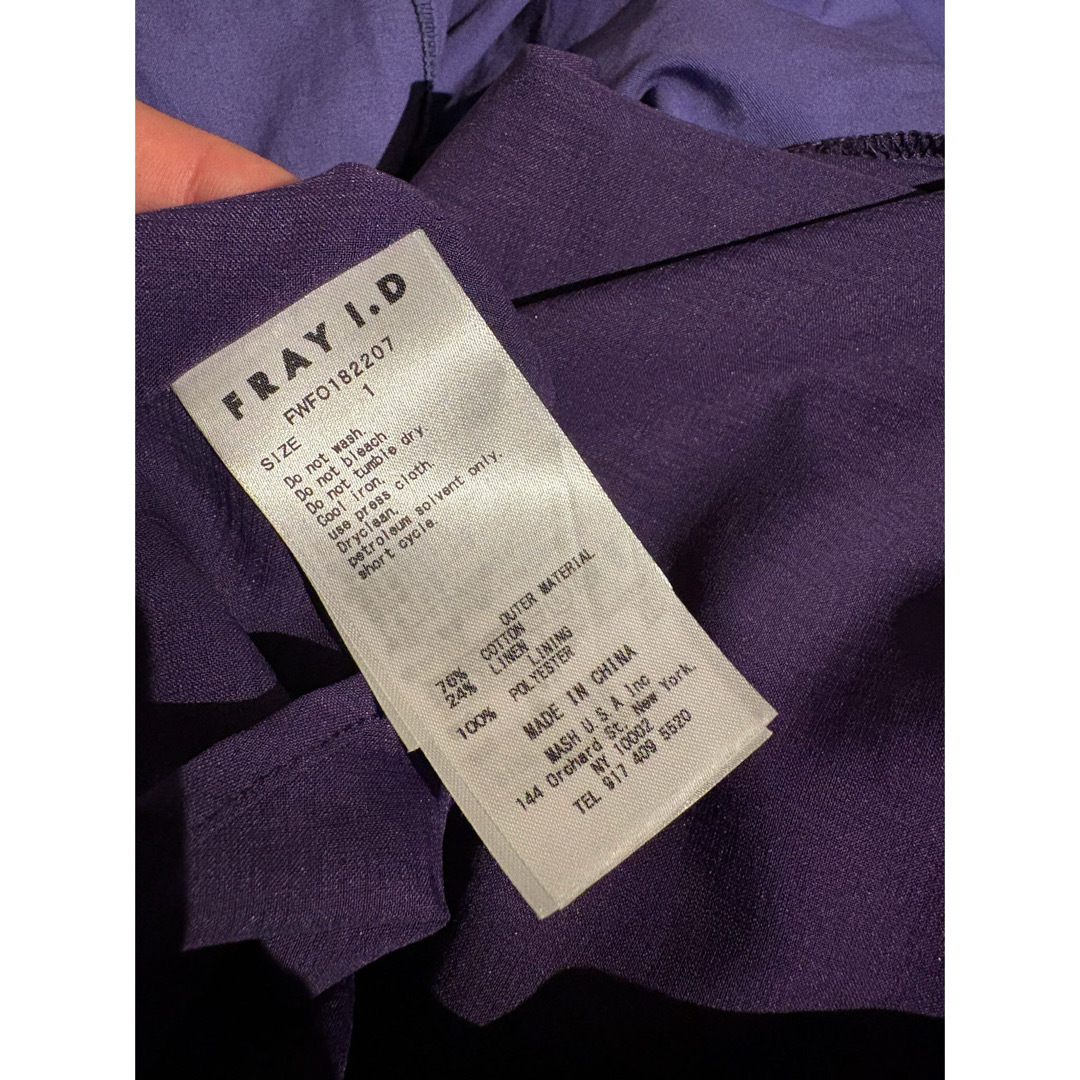 FRAY I.D
FWFO182207
SIZE 1
Do not wash.
Do not bleach
Do not tumble dry.
Cool iron.
use press cloth.
Dryclean.
petroleum solvent only.
short cycle.
OUTER MATERIAL
76% COTTON
24% LINEN
LINING
100% POLYESTER
MADE IN CHINA
MASH U.S.A Inc
144 Orchard St, New York.
NY 10002
TEL 917 409 5520